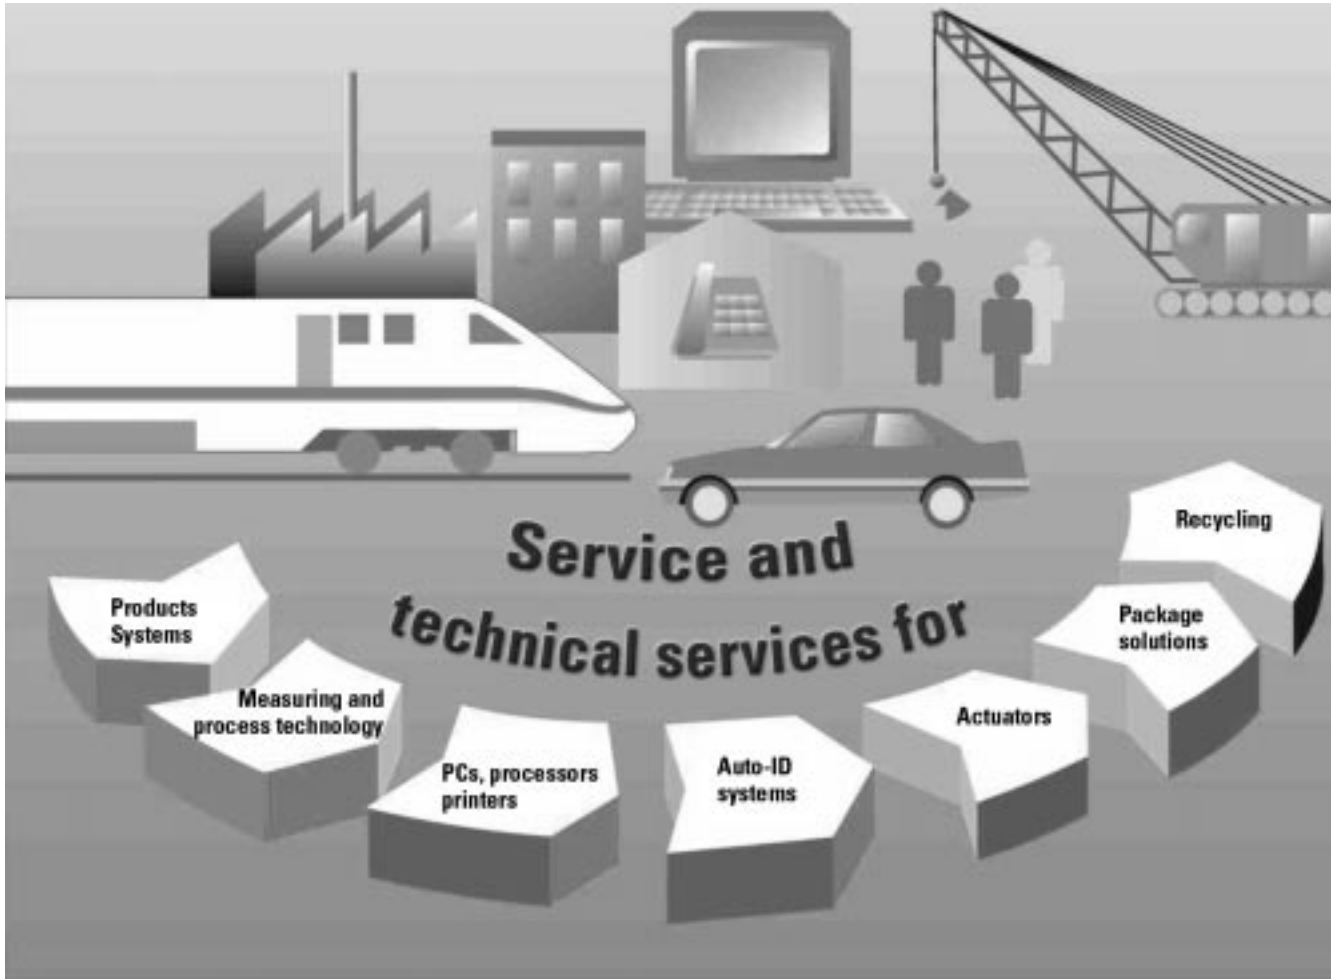 Service and
technical services for
Products
Systems
Measuring and
process technology
PCs, processors
printers
Auto-ID
systems
Actuators
Package
solutions
Recycling